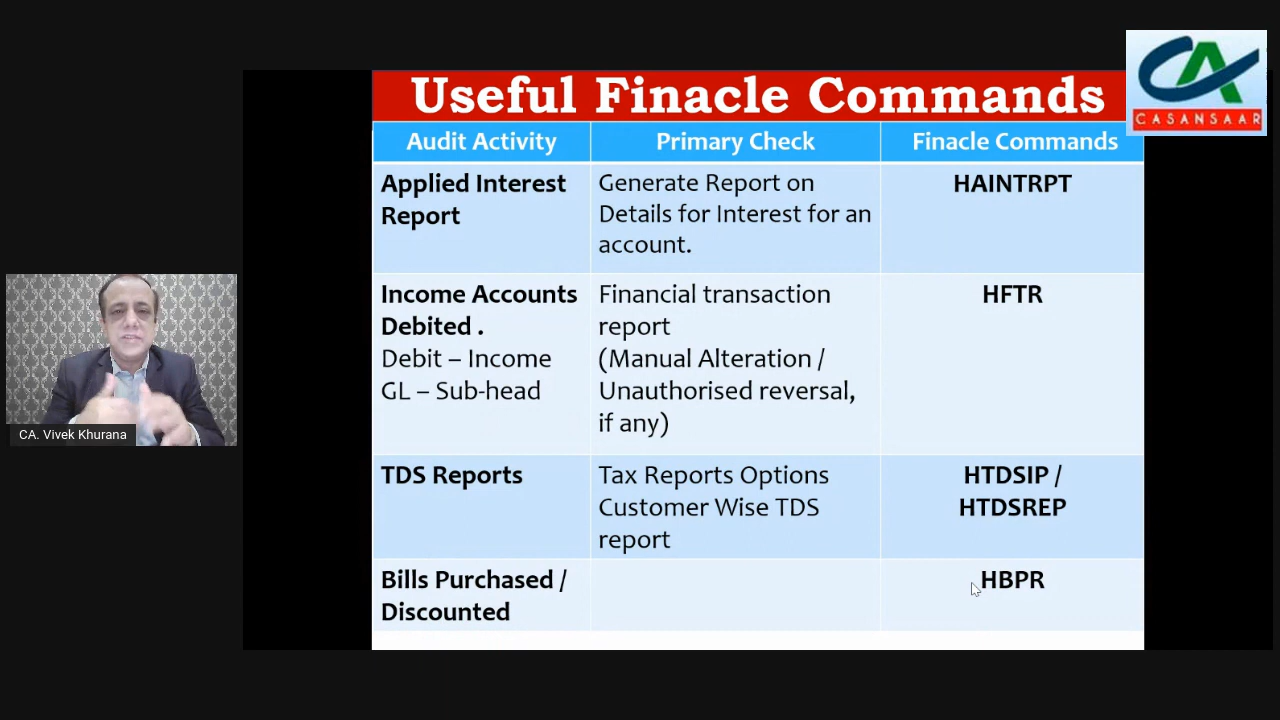 Useful Finacle Commands
CASANSAAR
Audit Activity
Primary Check
Finacle Commands
Applied Interest
Report
Generate Report on
Details for Interest for an
account.
HAINTRPT
Income Accounts
Debited .
Debit – Income
GL – Sub-head
Financial transaction
report
(Manual Alteration /
Unauthorised reversal,
if any)
HFTR
TDS Reports
Tax Reports Options
Customer Wise TDS
report
HTDSIP /
HTDSREP
Bills Purchased /
Discounted
HBPR
CA. Vivek Khurana